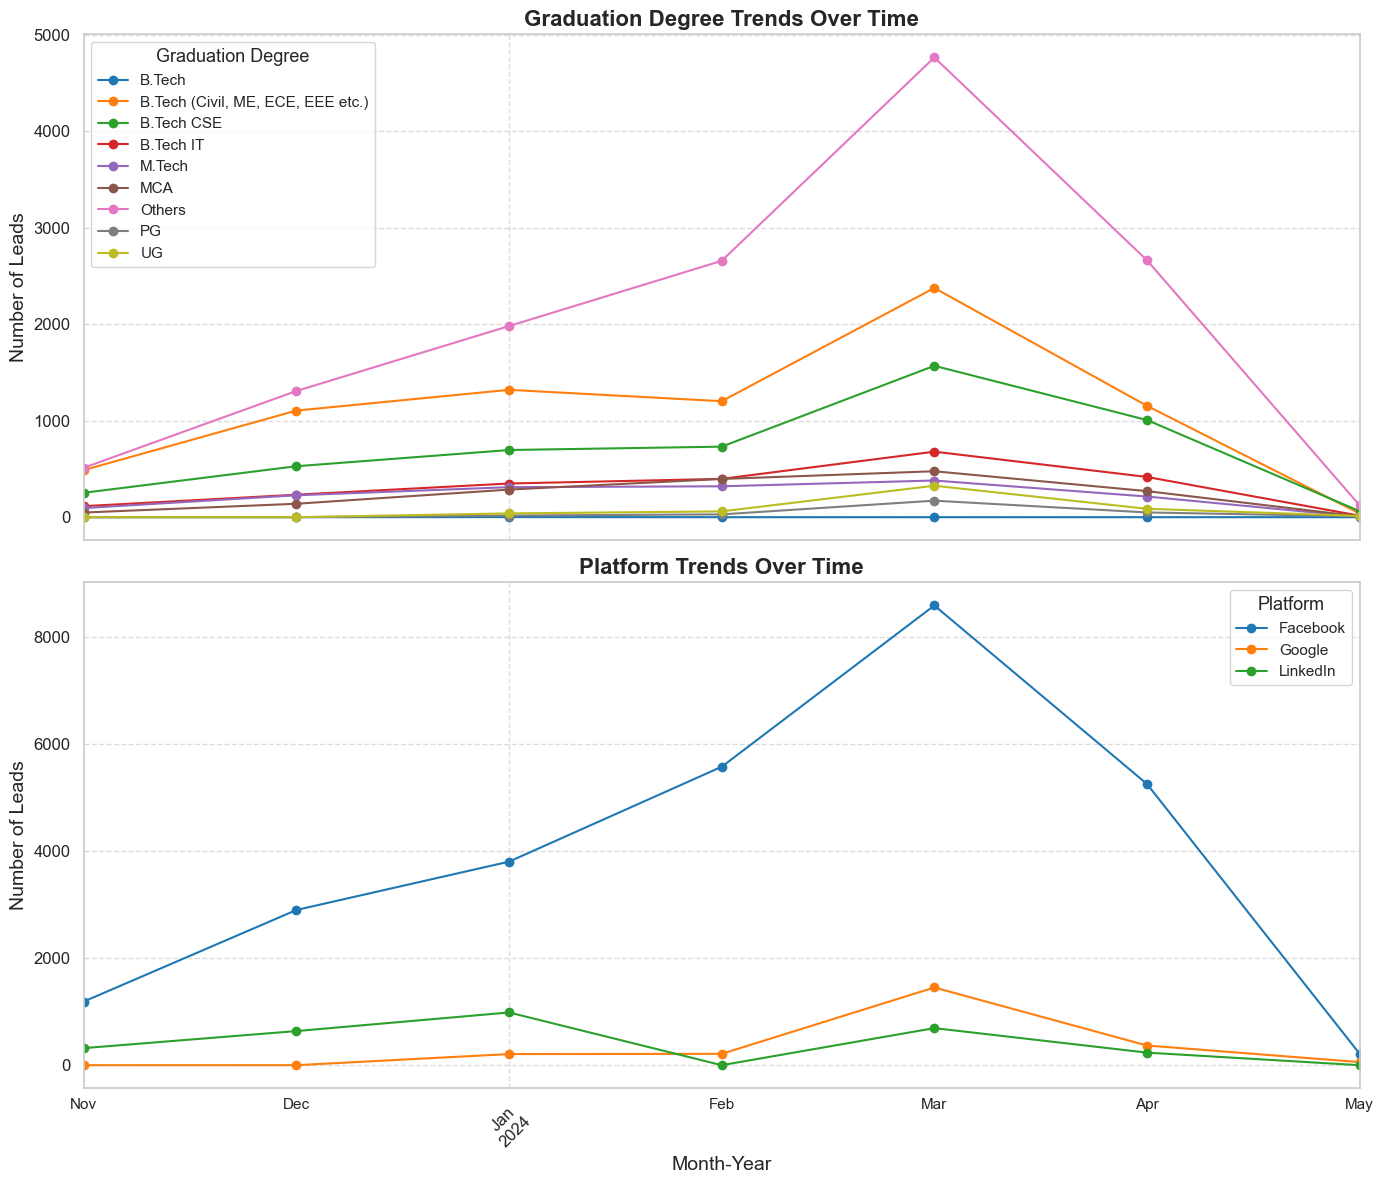 Graduation Degree Trends Over Time
Number of Leads
5000
4000
3000
2000
1000
0
Graduation Degree
B.Tech
B.Tech (Civil, ME, ECE, EEE etc.)
B.Tech CSE
B.Tech IT
M.Tech
MCA
Others
PG
UG
Platform Trends Over Time
Number of Leads
8000
6000
4000
2000
0
Platform
Facebook
Google
LinkedIn
Nov
Dec
Jan
2024
Feb
Mar
Apr
May
Month-Year